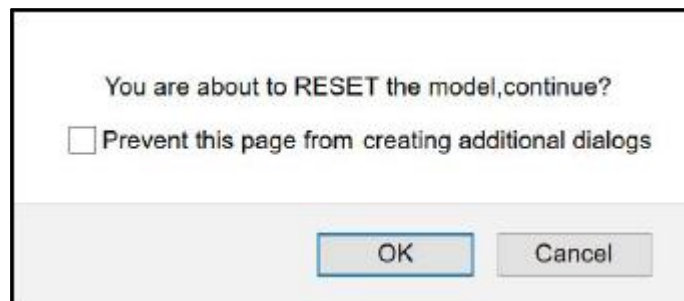 You are about to RESET the model,continue?
Prevent this page from creating additional dialogs
OK Cancel